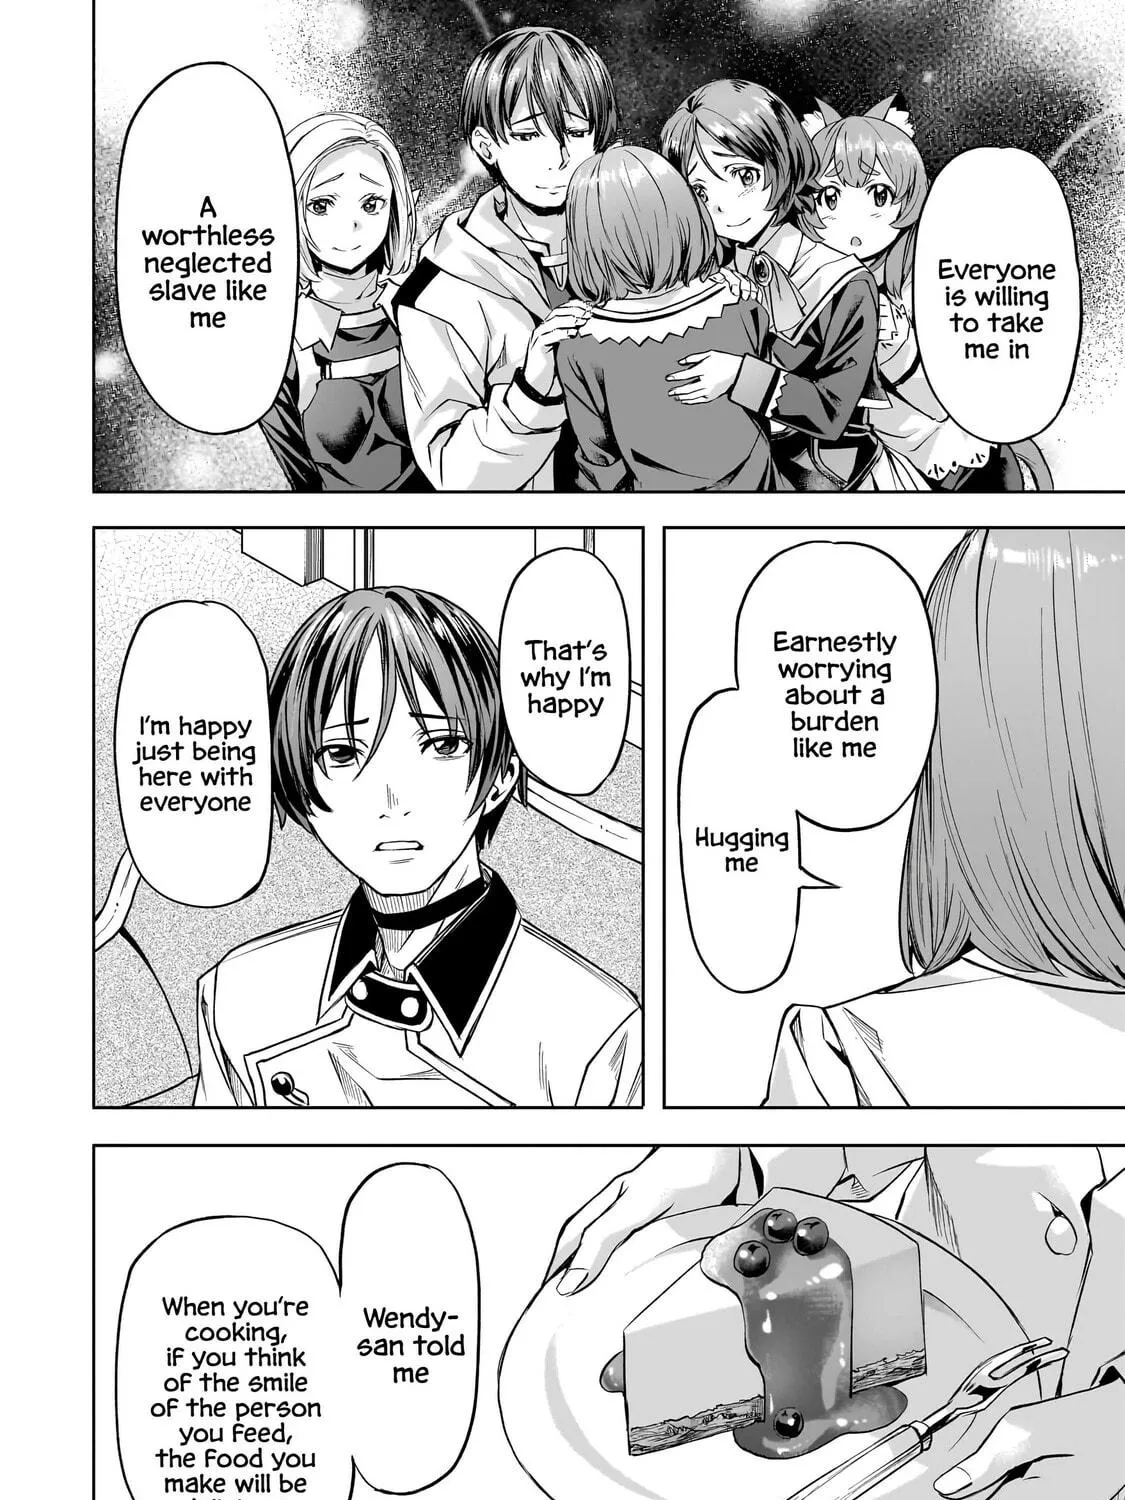 Everyone
is willing
to take
me in
A
worthless
neglected
slave like
me
Earnestly
worrying
about a
burden
like me
Hugging
me
That's
why I'm
happy
I'm happy
just being
here with
everyone
Wendy-
san told
me
When you're
cooking,
if you think
of the smile
of the person
you feed,
the food you
make will be